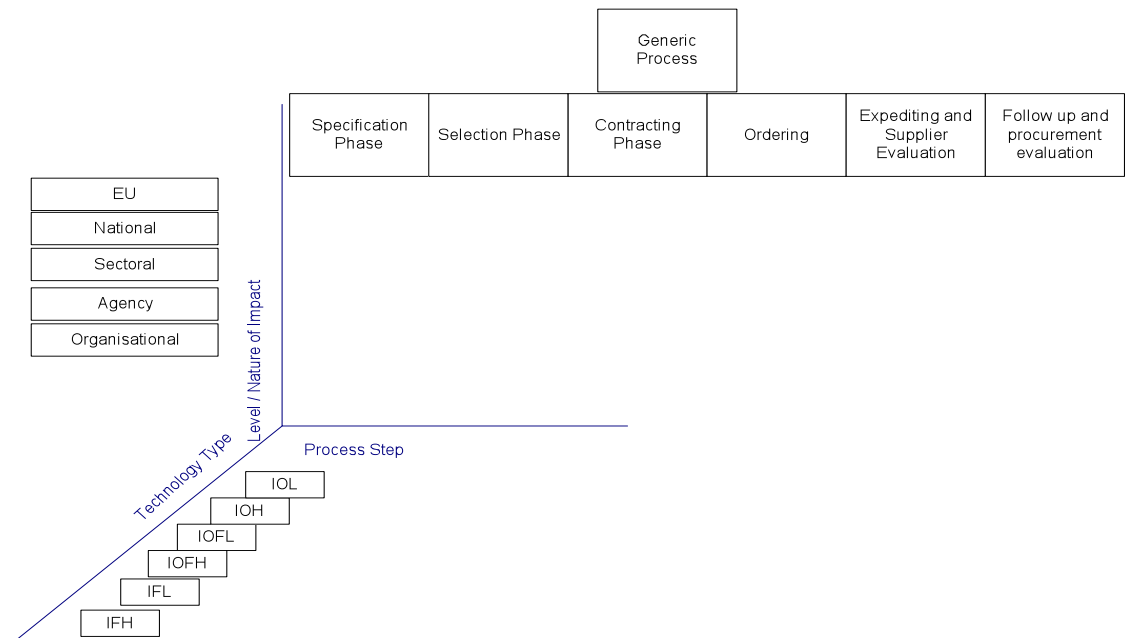 Generic
Process
Specification
Phase
Selection Phase
Contracting
Phase
Ordering
Expediting and
Supplier
Evaluation
Follow up and
procurement
evaluation
EU
National
Sectoral
Agency
Organisational
Level / Nature of Impact
Process Step
Technology Type
IOL
IOH
IOFL
IOFH
IFL
IFH